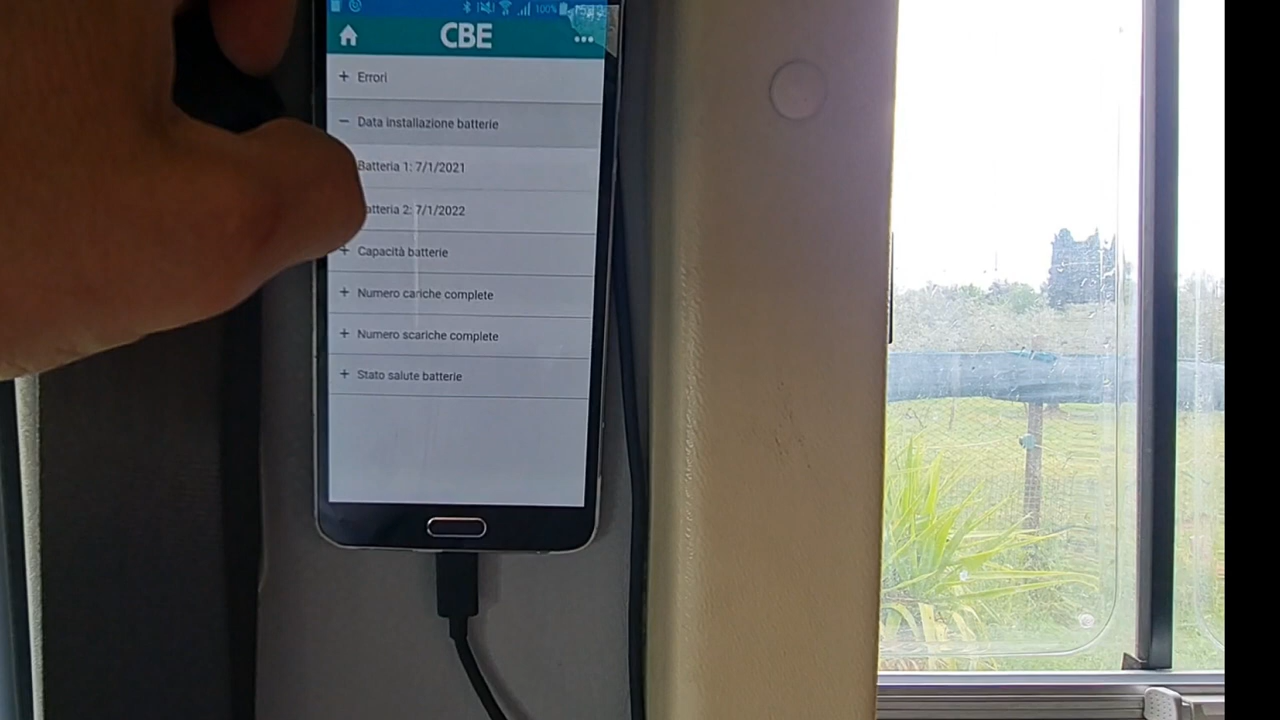 100%
CBE
+ Errori
− Data installazione batterie
Batteria 1: 7/1/2021
atteria 2: 7/1/2022
+ Capacità batterie
+ Numero cariche complete
+ Numero scariche complete
+ Stato salute batterie